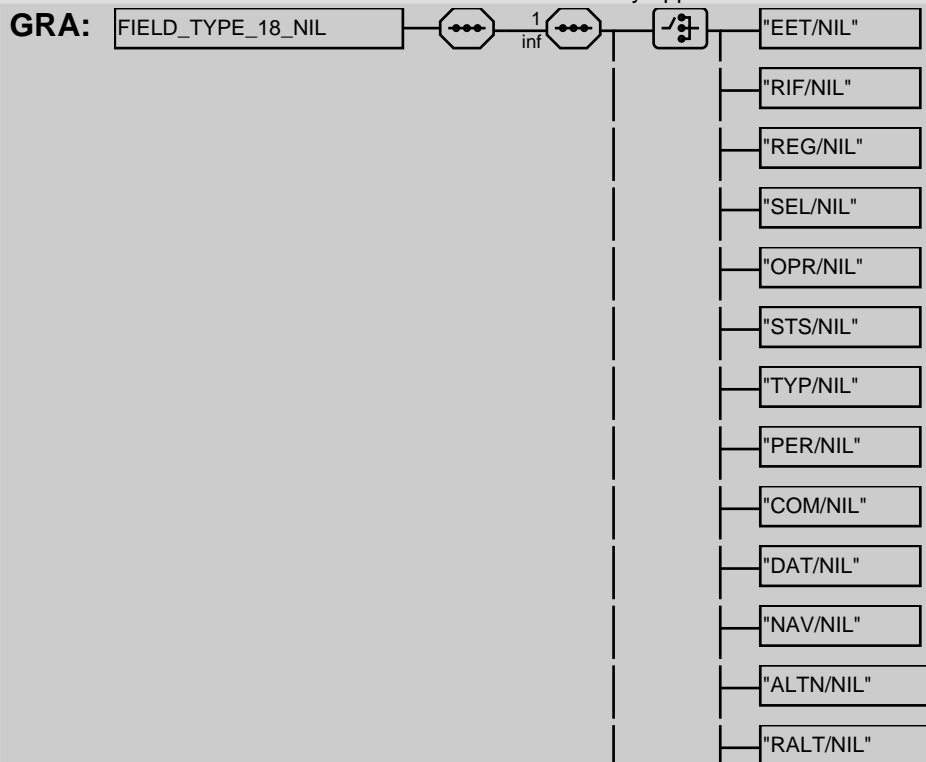 GRA: FIELD_TYPE_18_NIL 1 "EET/NIL"
inf
"RIF/NIL"
"REG/NIL"
"SEL/NIL"
"OPR/NIL"
"STS/NIL"
"TYP/NIL"
"PER/NIL"
"COM/NIL"
"DAT/NIL"
"NAV/NIL"
"ALTN/NIL"
"RALT/NIL"